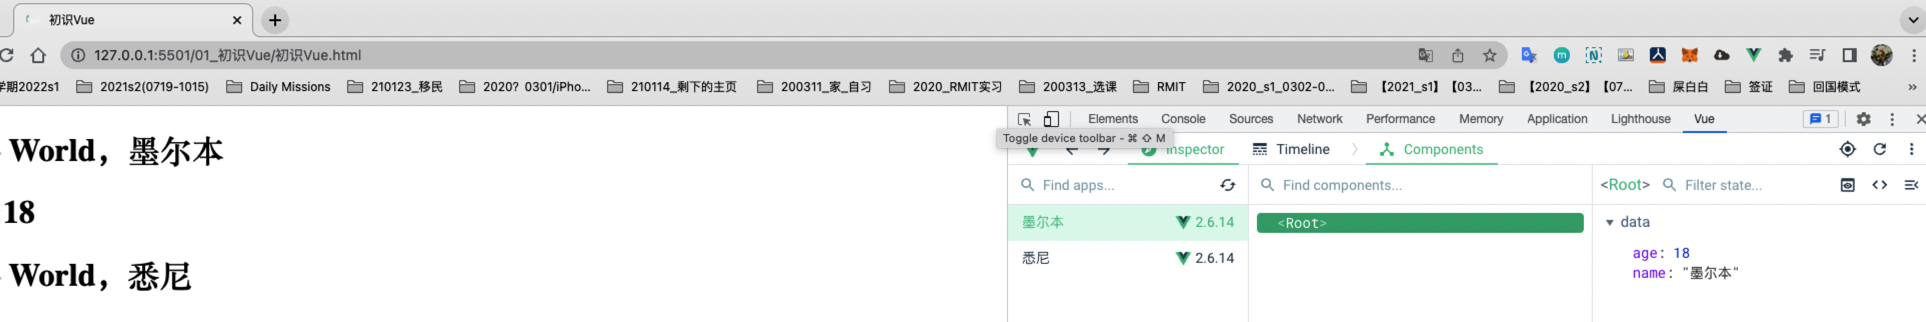 初识Vue
127.0.0.1:5501/01_初识Vue/初识Vue.html
学期2022s1 2021s2(0719-1015) Daily Missions 210123_移民 2020? 0301/iPho... 210114_剩下的主页 200311_家_自习 2020_RMIT实习 200313_选课 RMIT 2020_s1_0302-0... 【2021_s1】【03... 【2020_s2】【07... 屎白白 签证 回国模式 »
Elements Console Sources Network Performance Memory Application Lighthouse Vue 1
Toggle device toolbar - ⌘ ⇧ M
Inspector Timeline Components
Find apps... Find components... <Root> Filter state...
World，墨尔本
18
World，悉尼
墨尔本 2.6.14
悉尼 2.6.14
<Root>
data
age: 18
name: "墨尔本"